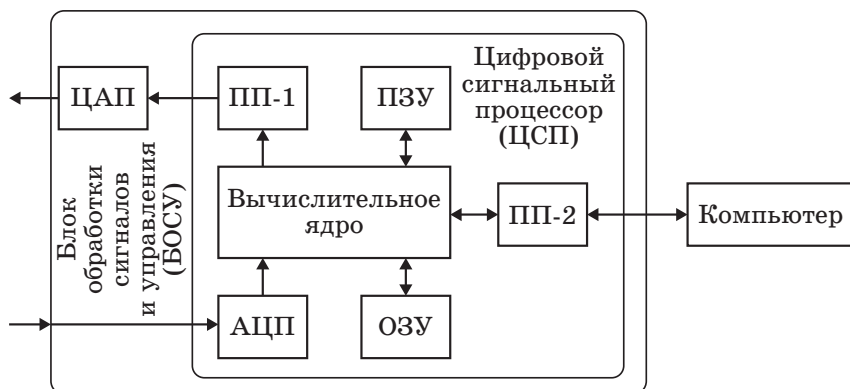 ЦАП
ПП-1
ПЗУ
Цифровой
сигнальный
процессор
(ЦСП)
Блок
обработки
сигналов
и управления
(БОСУ)
Вычислительное
ядро
ПП-2
Компьютер
АЦП
ОЗУ